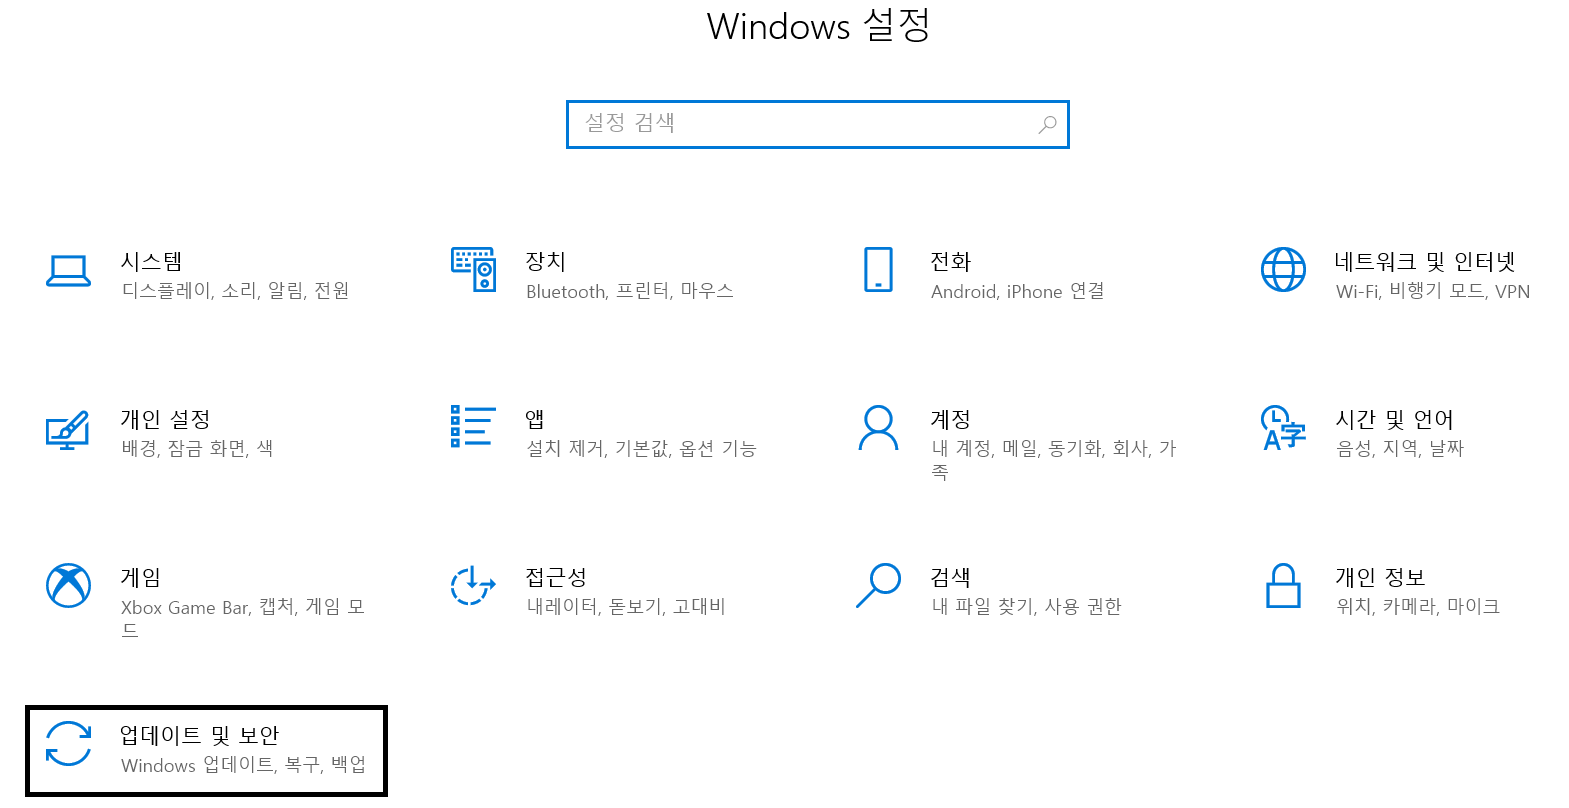 Windows 설정
설정 검색
시스템
디스플레이, 소리, 알림, 전원
장치
Bluetooth, 프린터, 마우스
전화
Android, iPhone 연결
네트워크 및 인터넷
Wi-Fi, 비행기 모드, VPN
개인 설정
배경, 잠금 화면, 색
앱
설치 제거, 기본값, 옵션 기능
계정
내 계정, 메일, 동기화, 회사, 가
족
시간 및 언어
음성, 지역, 날짜
게임
Xbox Game Bar, 캡처, 게임 모
드
접근성
내레이터, 돋보기, 고대비
검색
내 파일 찾기, 사용 권한
개인 정보
위치, 카메라, 마이크
업데이트 및 보안
Windows 업데이트, 복구, 백업